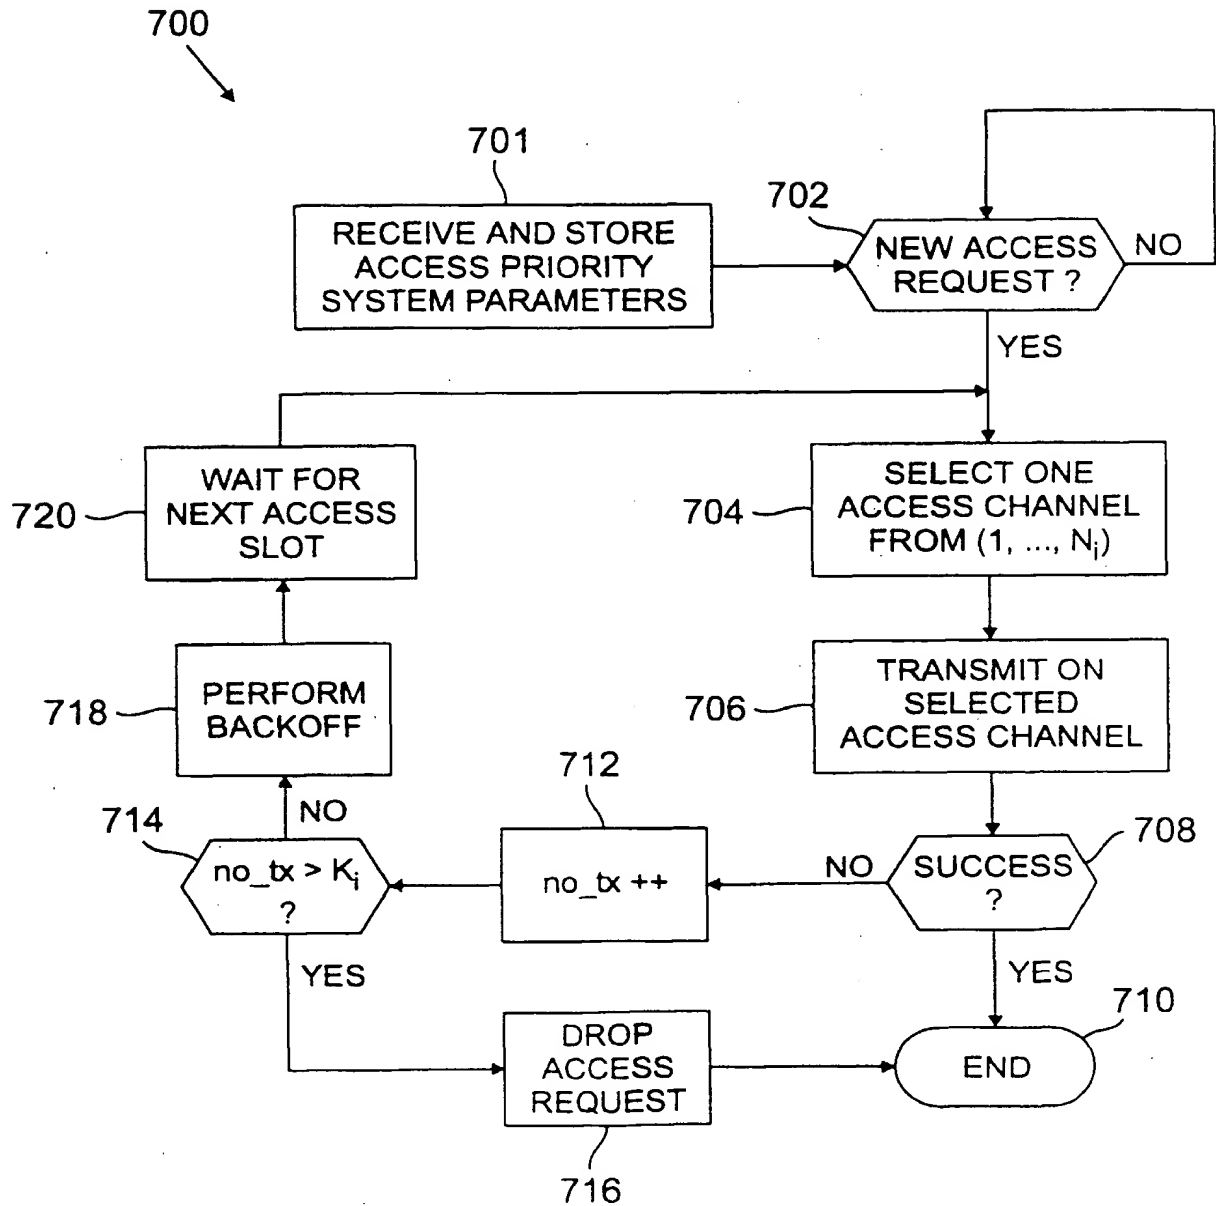 700
701
RECEIVE AND STORE
ACCESS PRIORITY
SYSTEM PARAMETERS
702
NEW ACCESS
REQUEST ?
NO
YES
720
WAIT FOR
NEXT ACCESS
SLOT
704
SELECT ONE
ACCESS CHANNEL
FROM (1, ..., Ni)
718
PERFORM
BACKOFF
706
TRANSMIT ON
SELECTED
ACCESS CHANNEL
712
NO
714
no_tx > Ki
?
no_tx ++
NO
SUCCESS
?
708
YES
YES
710
DROP
ACCESS
REQUEST
END
716